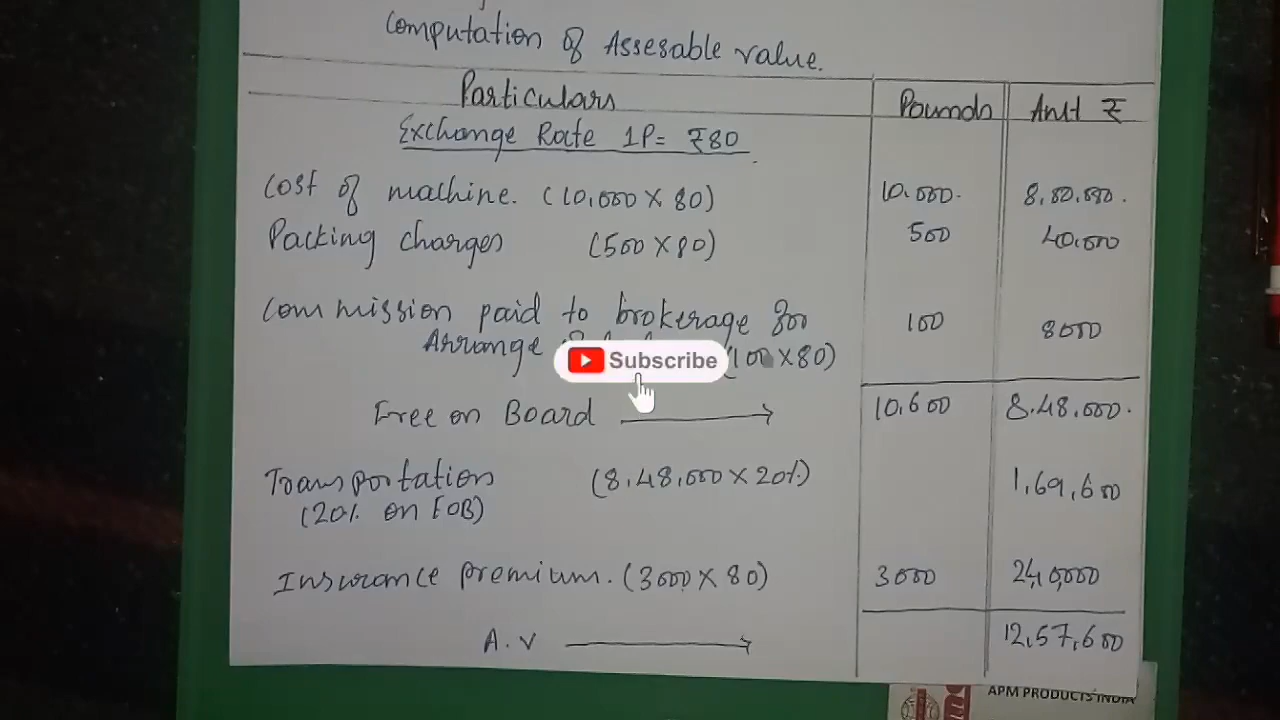 Computation of Assesable value.
Particulars Pounds Amt ₹
Exchange Rate 1P= ₹80
Cost of machine. (10,000 X 80) 10,000. 8,00,000.
Packing charges (500 X 80) 500 40,000
Commission paid to brokerage 100 8000
Arrange (100 X 80)
Subscribe
Free on Board 10,600 8,48,000.
Transportation (8,48,000 X 20%) 1,69,600
(20% on FOB)
Insurance premium. (3000 X 80) 3000 240,000
A.V 12,57,600
APM PRODUCTS INDIA